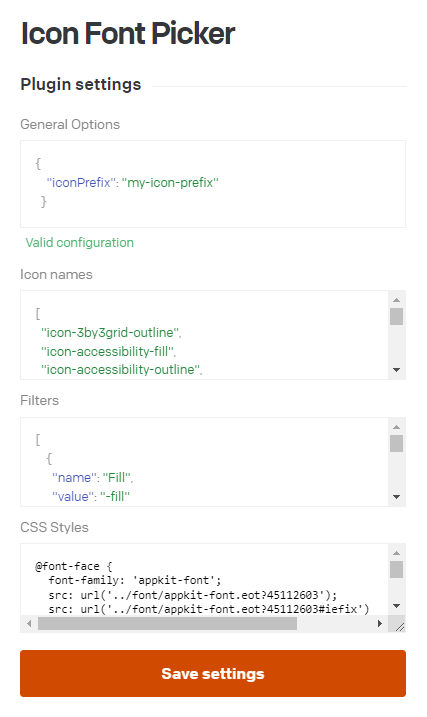 Icon Font Picker
Plugin settings
General Options
{
"iconPrefix": "my-icon-prefix"
}
Valid configuration
Icon names
[
"icon-3by3grid-outline",
"icon-accessibility-fill",
"icon-accessibility-outline",
Filters
[
{
"name": "Fill",
"value": "-fill"
CSS Styles
@font-face {
font-family: 'appkit-font';
src: url('../font/appkit-font.eot?45112603');
src: url('../font/appkit-font.eot?45112603#iefix')
Save settings